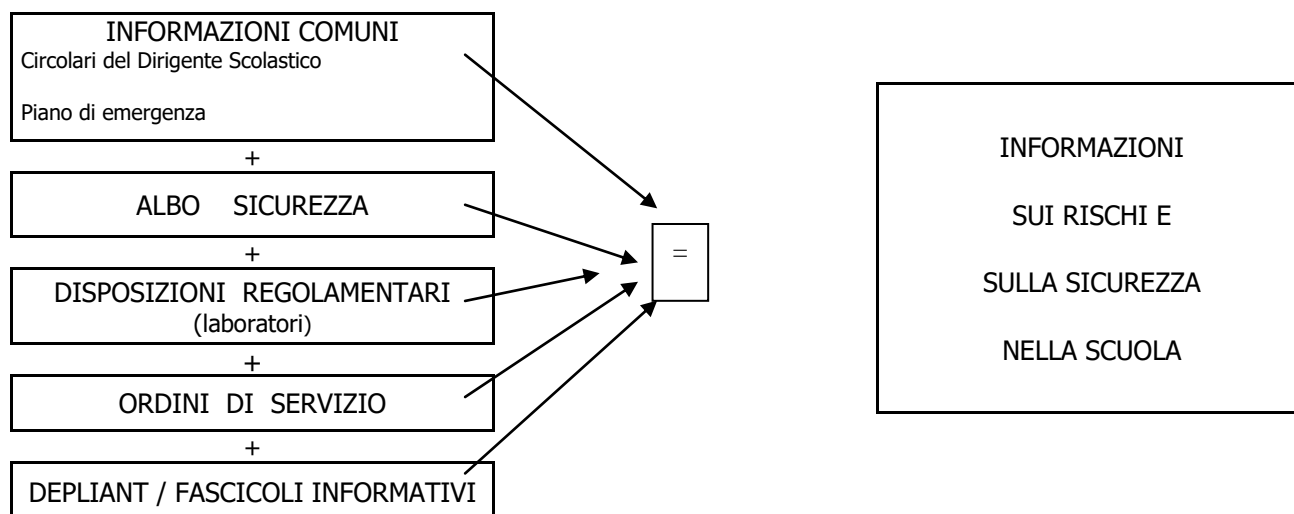 INFORMAZIONI COMUNI
Circolari del Dirigente Scolastico
Piano di emergenza
+
ALBO SICUREZZA
+
DISPOSIZIONI REGOLAMENTARI
(laboratori)
+
ORDINI DI SERVIZIO
+
DEPLIANT / FASCICOLI INFORMATIVI
=
INFORMAZIONI
SUI RISCHI E
SULLA SICUREZZA
NELLA SCUOLA